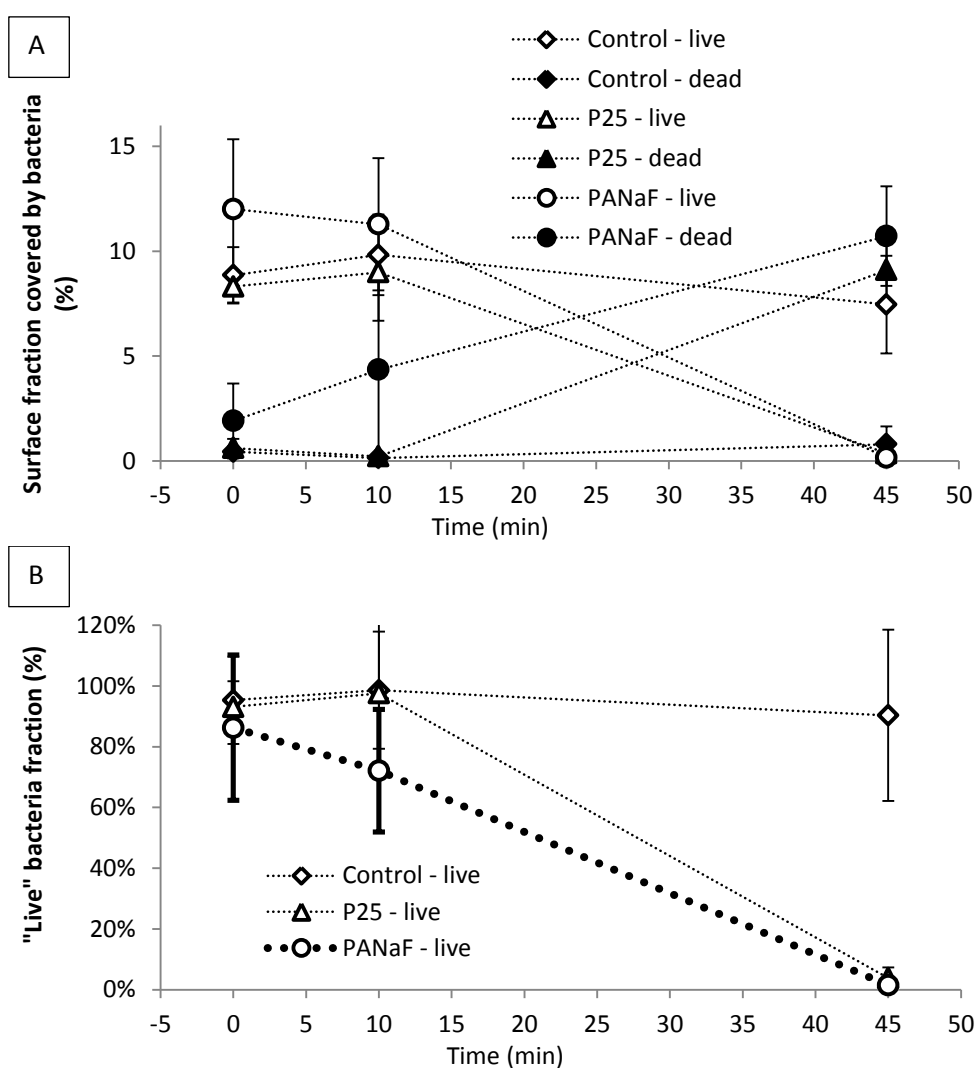 A
Control - live
Control - dead
P25 - live
P25 - dead
PANaF - live
PANaF - dead
Surface fraction covered by bacteria
(%)
15
10
5
0
-5 0 5 10 15 20 25 30 35 40 45 50
Time (min)
B
"Live" bacteria fraction (%)
120%
100%
80%
60%
40%
20%
0%
Control - live
P25 - live
PANaF - live
-5 0 5 10 15 20 25 30 35 40 45 50
Time (min)